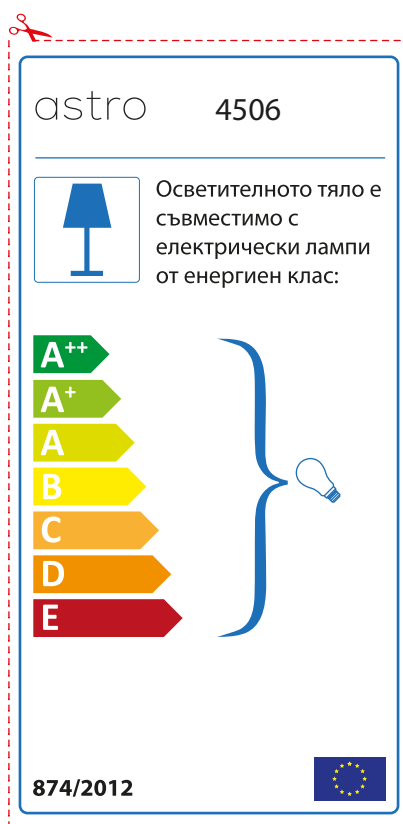 astro 4506
Осветителното тяло е
съвместимо с
електрически лампи
от енергиен клас:
A++
A+
A
B
C
D
E
874/2012